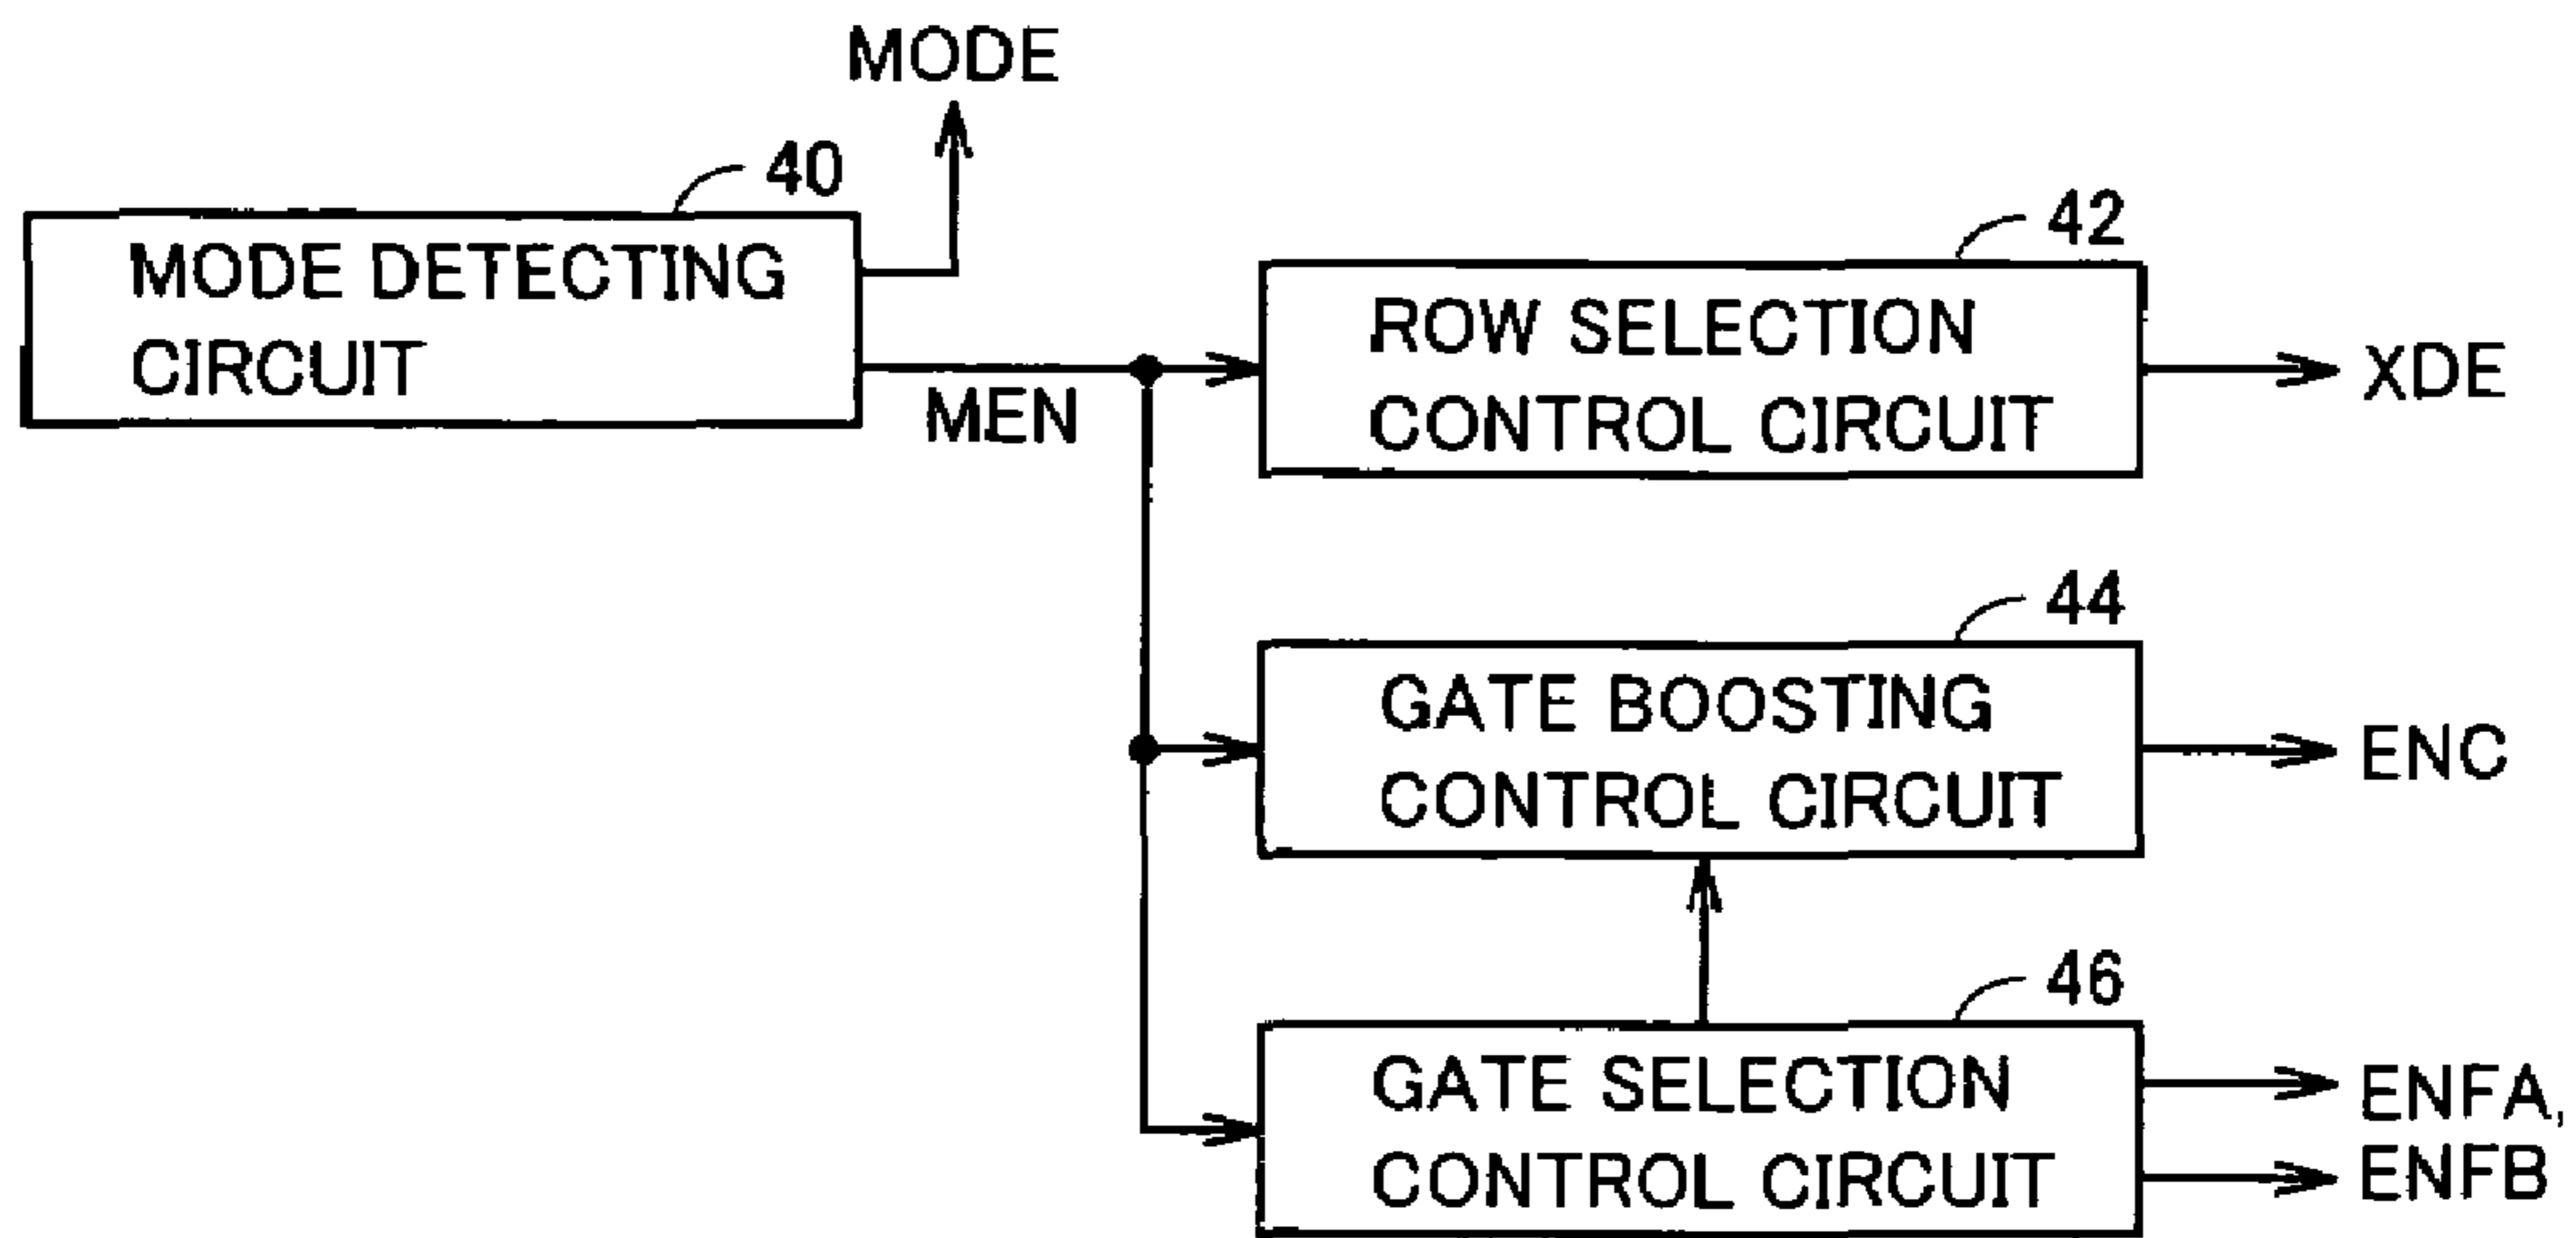 MODE
40
MODE DETECTING
CIRCUIT
MEN
42
ROW SELECTION
CONTROL CIRCUIT
XDE
44
GATE BOOSTING
CONTROL CIRCUIT
ENC
46
GATE SELECTION
CONTROL CIRCUIT
ENFA,
ENFB